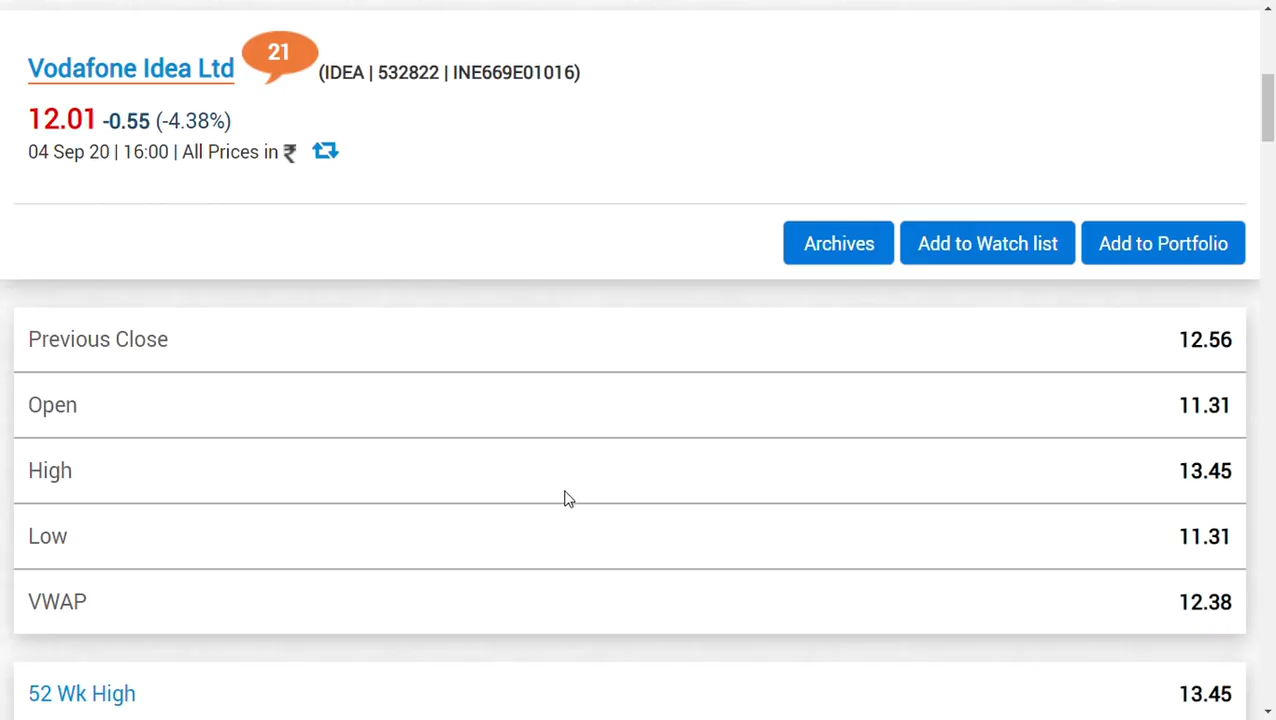 Vodafone Idea Ltd 21 (IDEA | 532822 | INE669E01016)
12.01 -0.55 (-4.38%)
04 Sep 20 | 16:00 | All Prices in ₹
Archives Add to Watch list Add to Portfolio
Previous Close 12.56
Open 11.31
High 13.45
Low 11.31
VWAP 12.38
52 Wk High 13.45